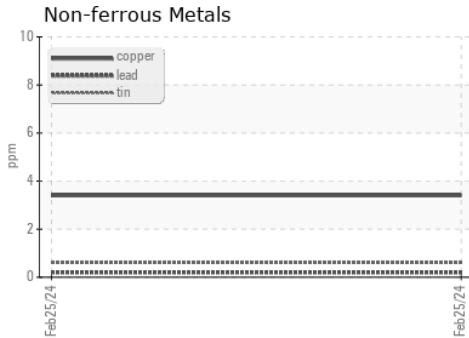 Non-ferrous Metals
10
8
6
4
2
0
ppm
copper
lead
tin
Feb25/24
Feb25/24